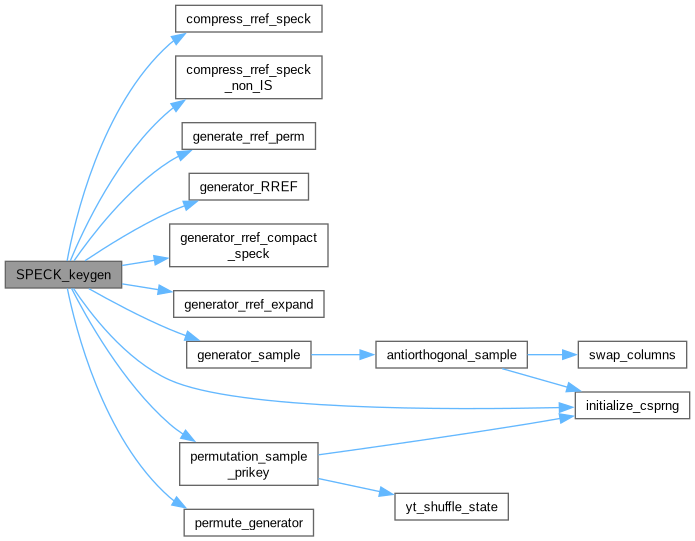 compress_rref_speck
compress_rref_speck
_non_IS
generate_rref_perm
generator_RREF
generator_rref_compact
_speck
SPECK_keygen
generator_rref_expand
generator_sample
antiorthogonal_sample
swap_columns
initialize_csprng
permutation_sample
_prikey
yt_shuffle_state
permute_generator